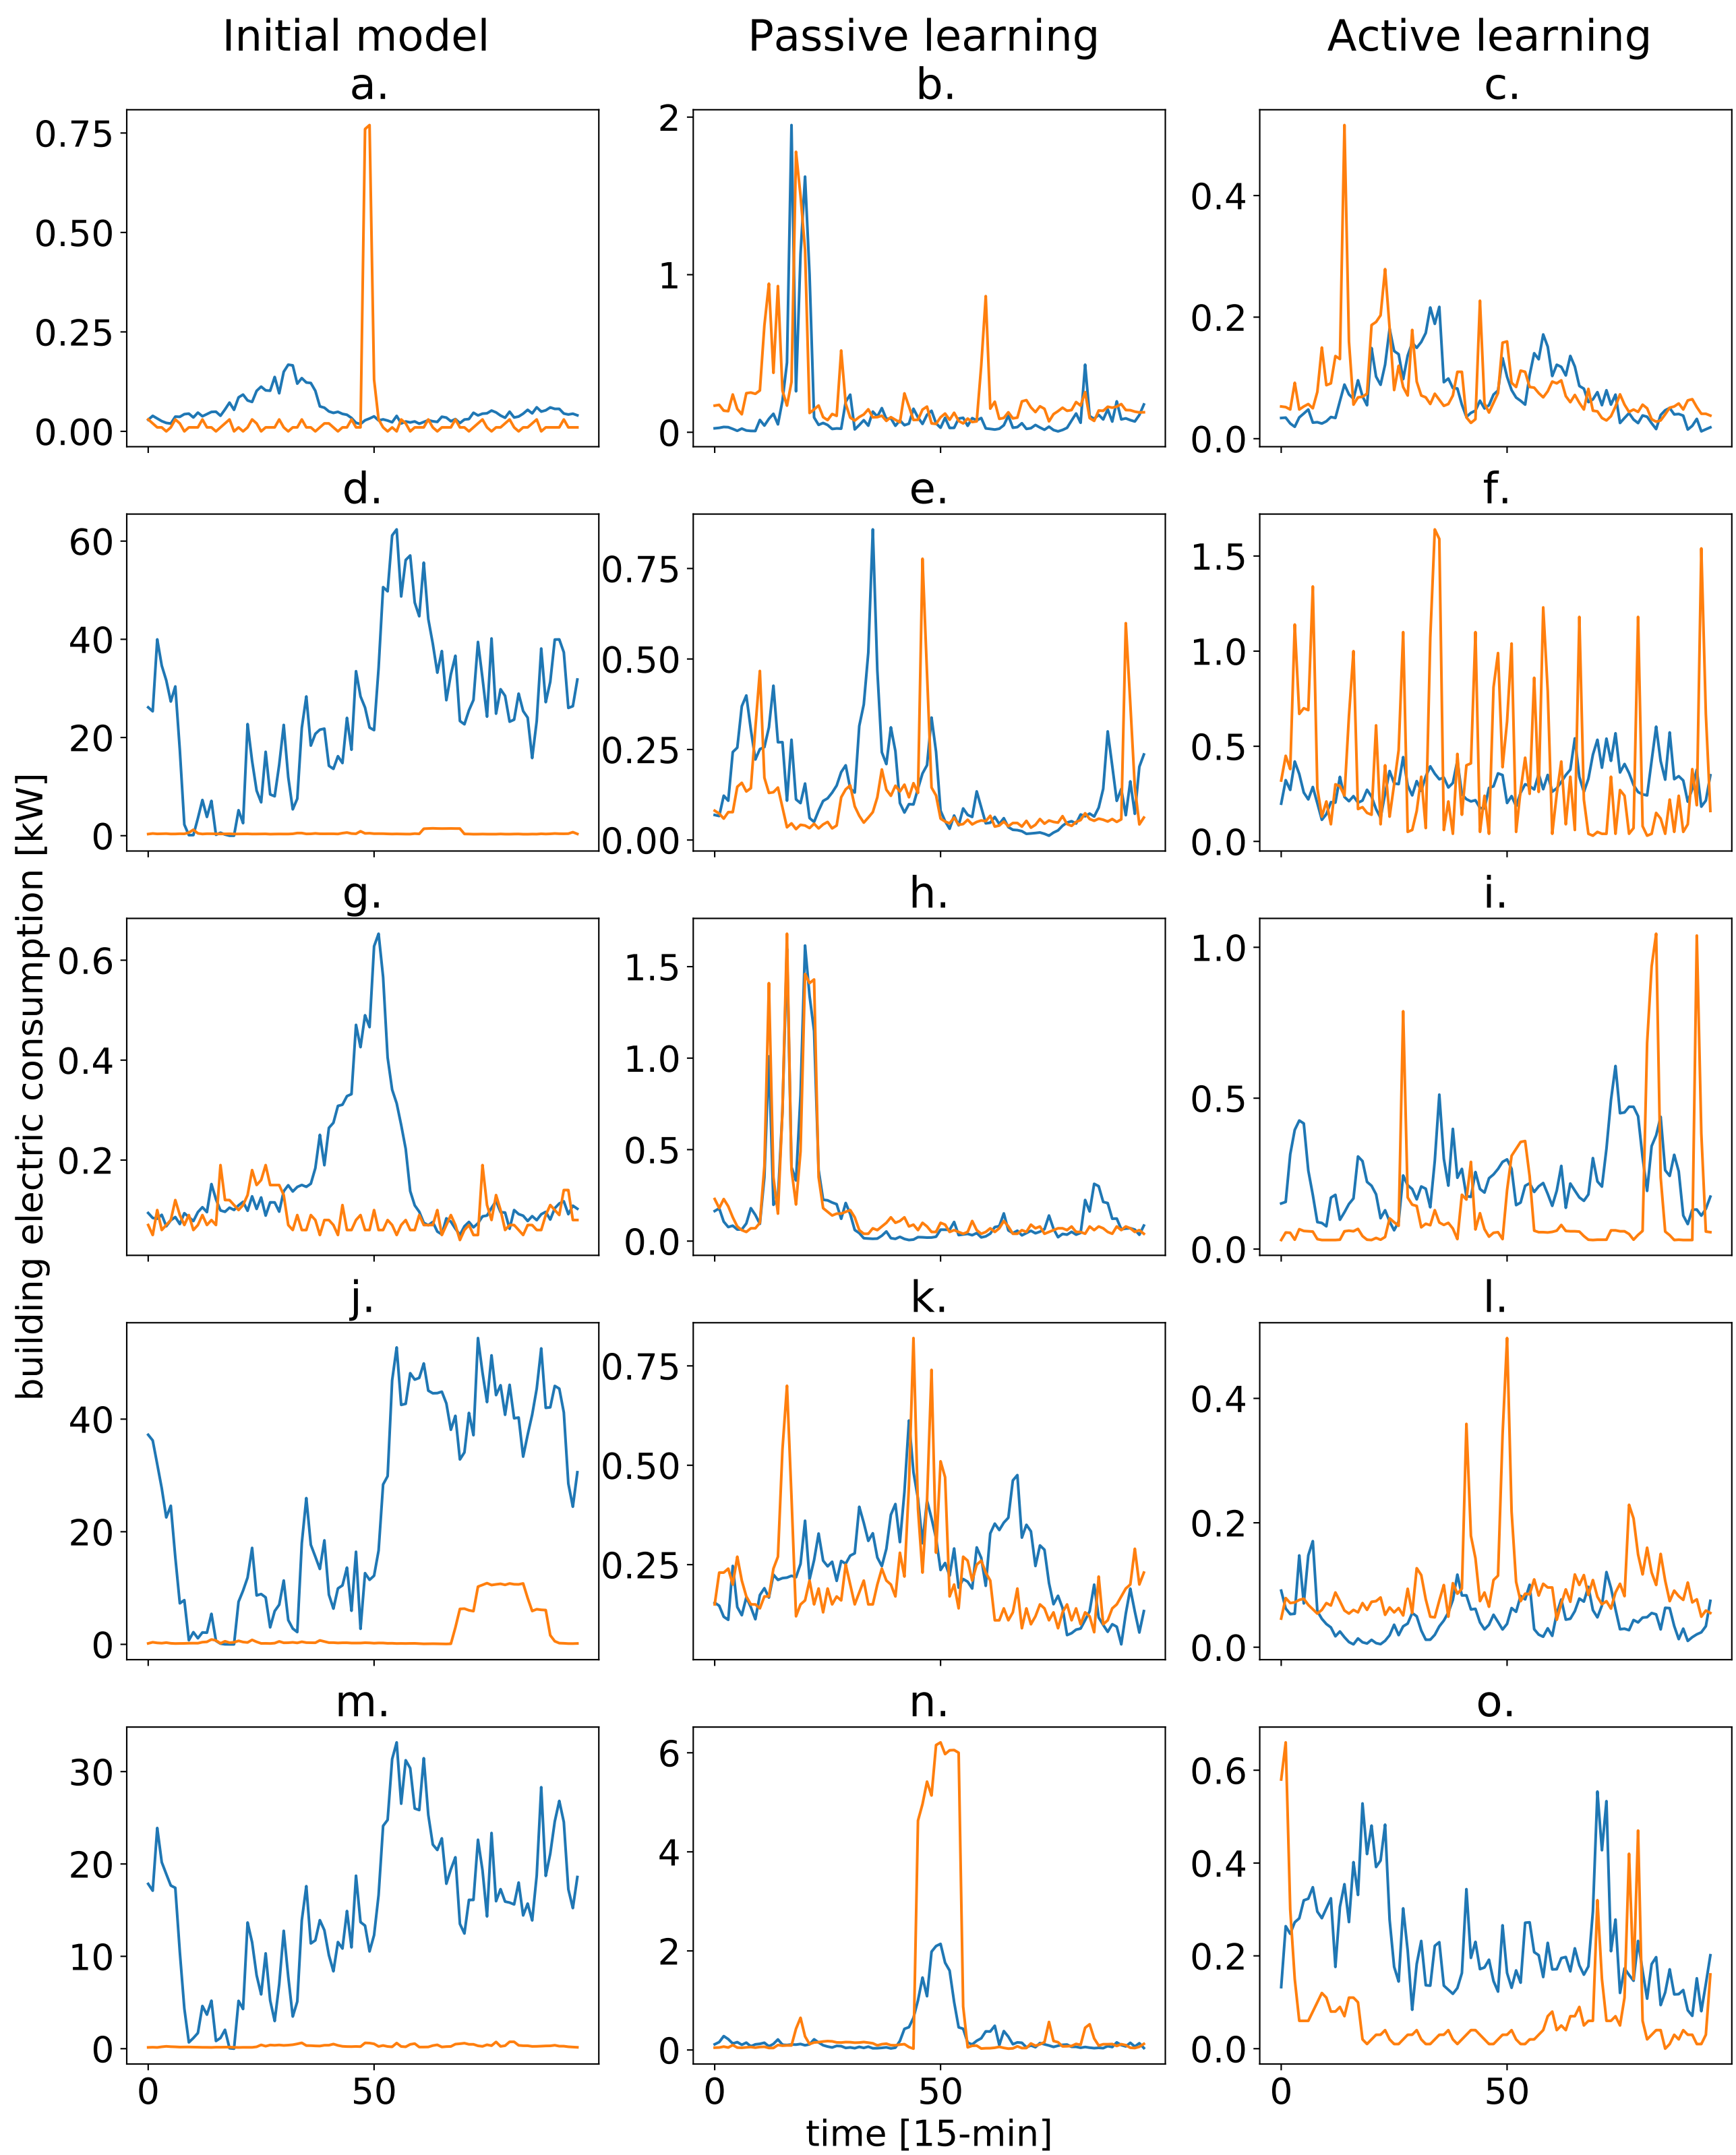 Initial model
Passive learning
Active learning
a.
b.
c.
0.75
0.50
0.25
0.00
2
1
0
0.4
0.2
0.0
d.
e.
f.
60
40
20
0
0.75
0.50
0.25
0.00
1.5
1.0
0.5
0.0
g.
h.
i.
0.6
0.4
0.2
1.5
1.0
0.5
0.0
1.0
0.5
0.0
j.
k.
l.
40
20
0
0.75
0.50
0.25
0.4
0.2
0.0
m.
n.
o.
30
20
10
0
6
4
2
0
0.6
0.4
0.2
0.0
0 50
0 50
0 50
building electric consumption [kW]
time [15-min]